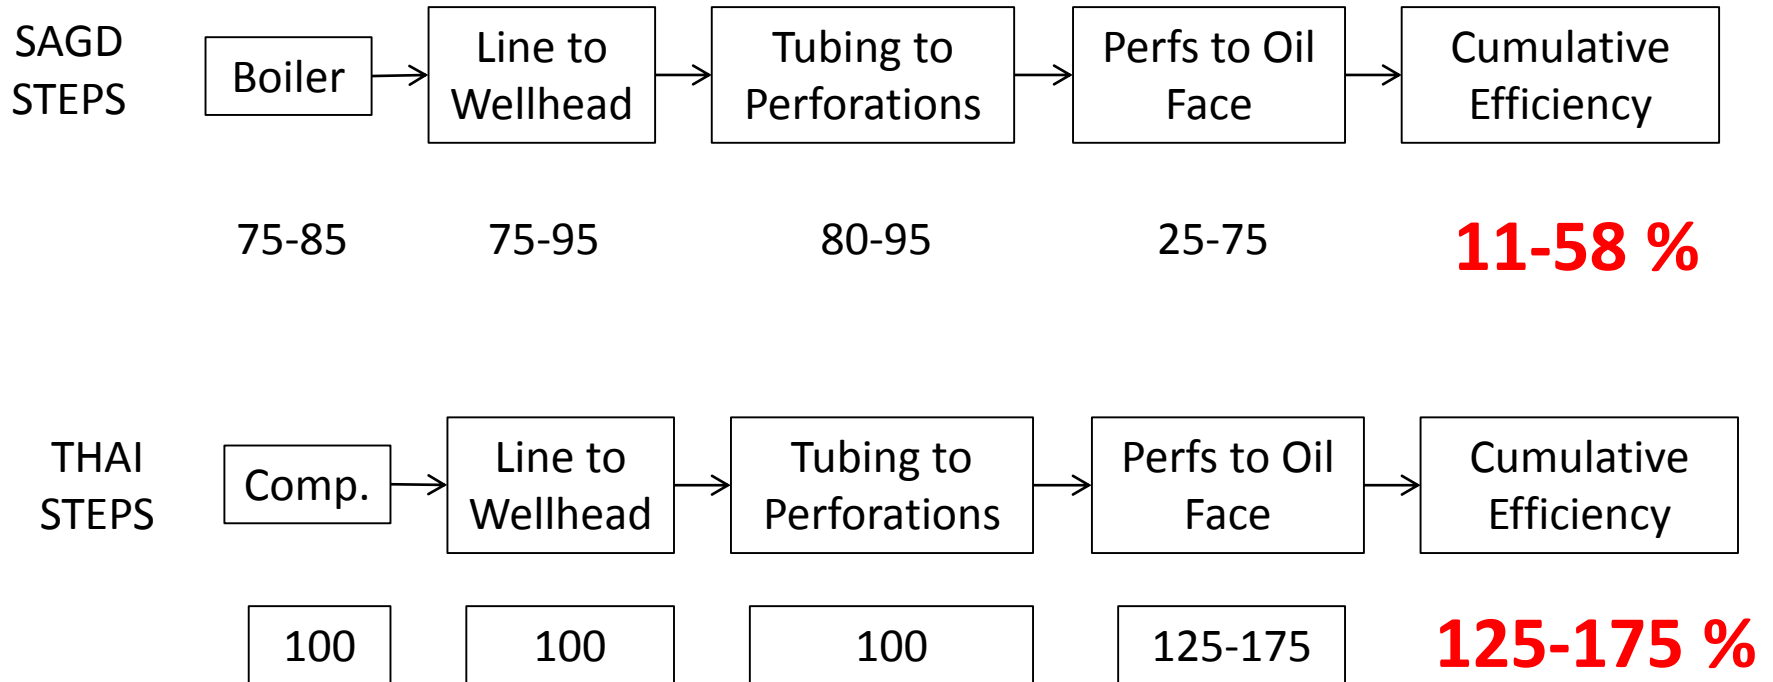 SAGD
STEPS
Boiler
Line to
Wellhead
Tubing to
Perforations
Perfs to Oil
Face
Cumulative
Efficiency
75-85
75-95
80-95
25-75
11-58 %
THAI
STEPS
Comp.
Line to
Wellhead
Tubing to
Perforations
Perfs to Oil
Face
Cumulative
Efficiency
100
100
100
125-175
125-175 %